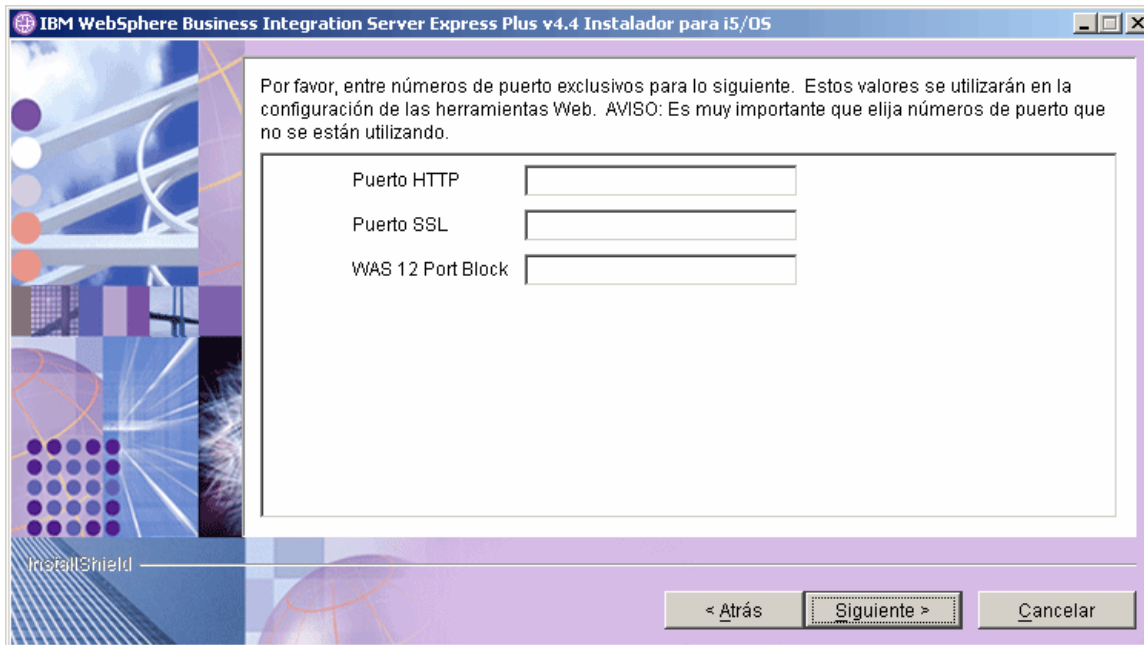 IBM WebSphere Business Integration Server Express Plus v4.4 Instalador para i5/OS
Por favor, entre números de puerto exclusivos para lo siguiente. Estos valores se utilizarán en la
configuración de las herramientas Web. AVISO: Es muy importante que elija números de puerto que
no se están utilizando.
Puerto HTTP
Puerto SSL
WAS 12 Port Block
InstallShield
< Atrás
Siguiente >
Cancelar